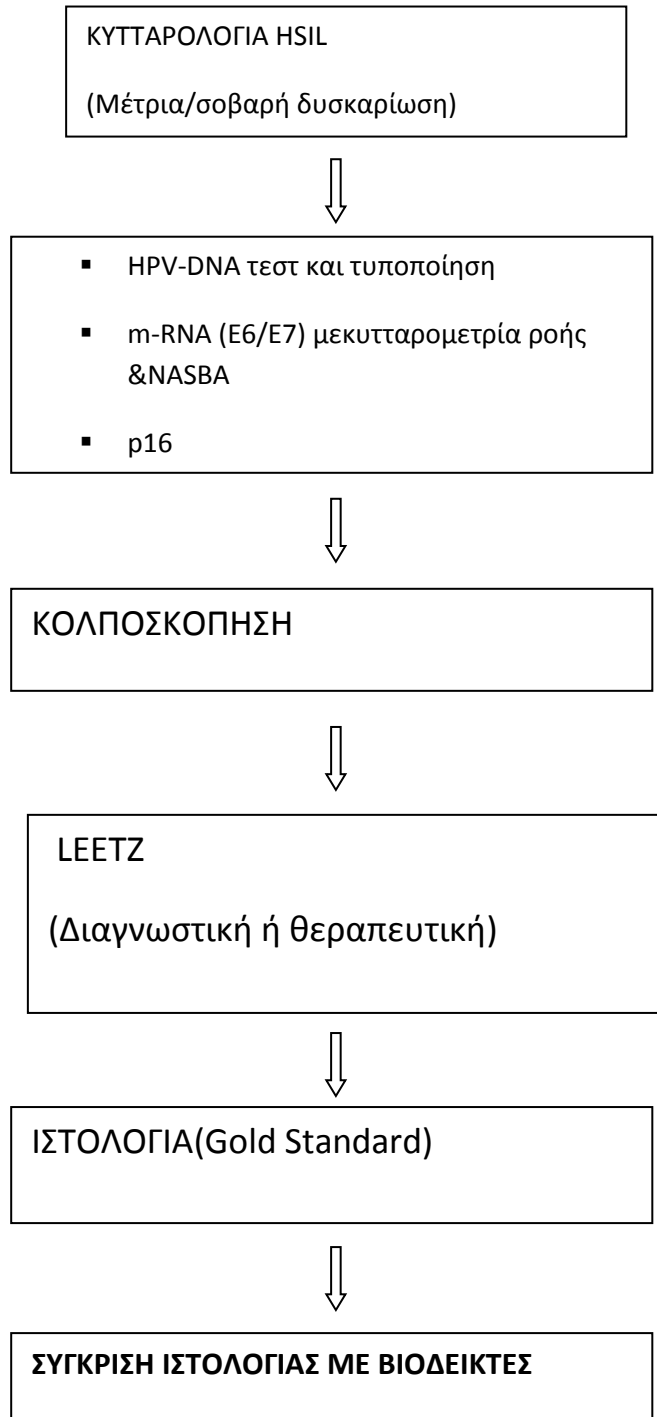 ΚΥΤΤΑΡΟΛΟΓΙΑ HSIL
(Μέτρια/σοβαρή δυσκαρίωση)
▪ HPV-DNA τεστ και τυποποίηση
▪ m-RNA (E6/E7) μεκυτταρομετρία ροής
&NASBA
▪ p16
ΚΟΛΠΟΣΚΟΠΗΣΗ
LEETZ
(Διαγνωστική ή θεραπευτική)
ΙΣΤΟΛΟΓΙΑ(Gold Standard)
ΣΥΓΚΡΙΣΗ ΙΣΤΟΛΟΓΙΑΣ ΜΕ ΒΙΟΔΕΙΚΤΕΣ